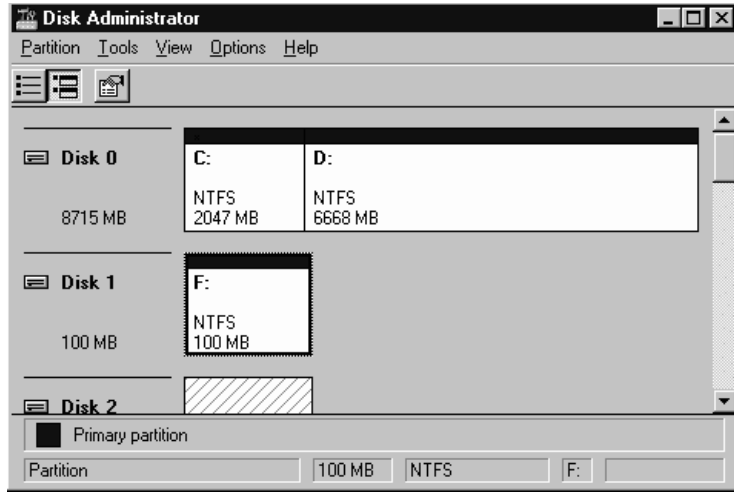 Disk Administrator
Partition Tools View Options Help
Disk 0 C: D:
NTFS NTFS
8715 MB 2047 MB 6668 MB
Disk 1 F:
NTFS
100 MB 100 MB
Disk 2
Primary partition
Partition 100 MB NTFS F: